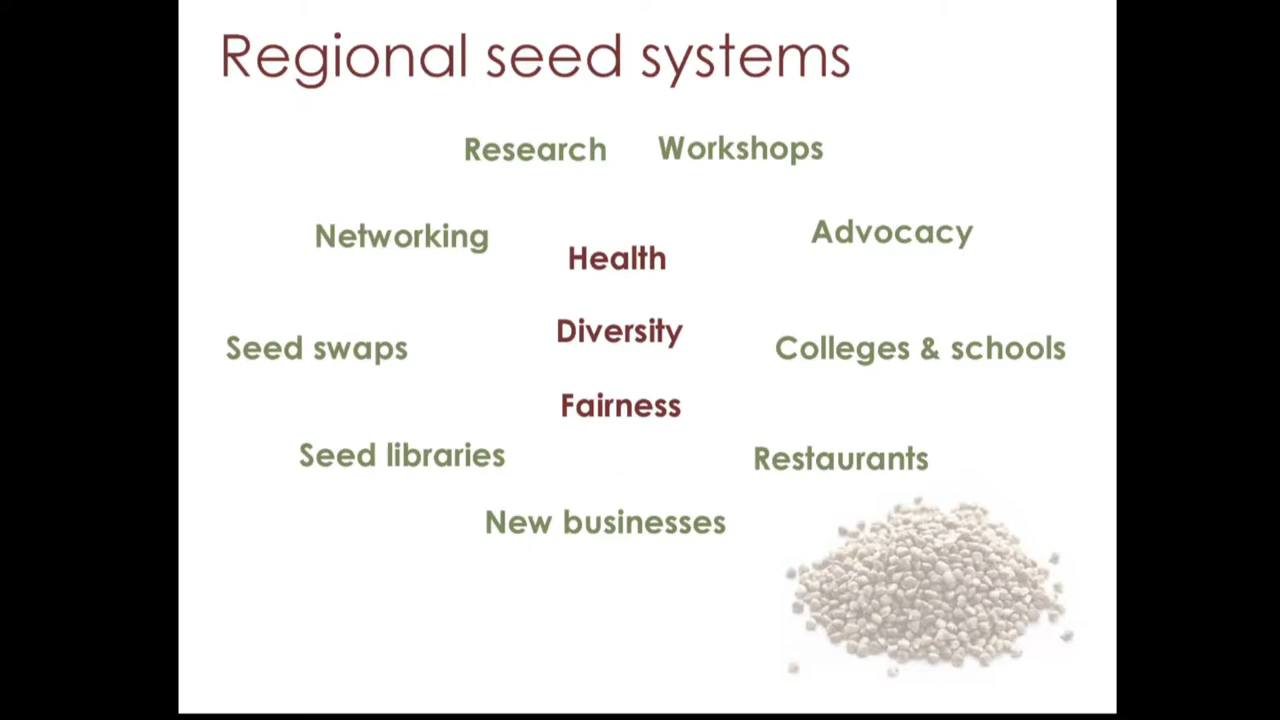 Regional seed systems
Research Workshops
Networking Advocacy
Health
Diversity
Seed swaps Colleges & schools
Fairness
Seed libraries Restaurants
New businesses